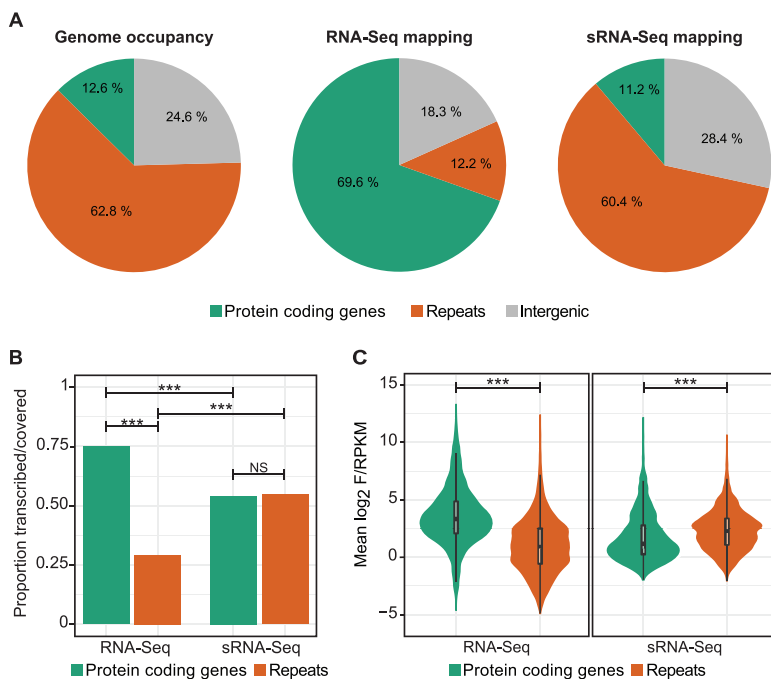 A
Genome occupancy RNA-Seq mapping sRNA-Seq mapping
12.6 % 24.6 % 62.8 %
18.3 % 12.2 % 69.6 %
11.2 % 28.4 % 60.4 %
Protein coding genes Repeats Intergenic
B
Proportion transcribed/covered
1
0.75
0.50
0.25
0
***
***
***
NS
RNA-Seq sRNA-Seq
Protein coding genes Repeats
C
Mean log2 F/RPKM
15
10
5
0
−5
*** ***
RNA-Seq sRNA-Seq
Protein coding genes Repeats